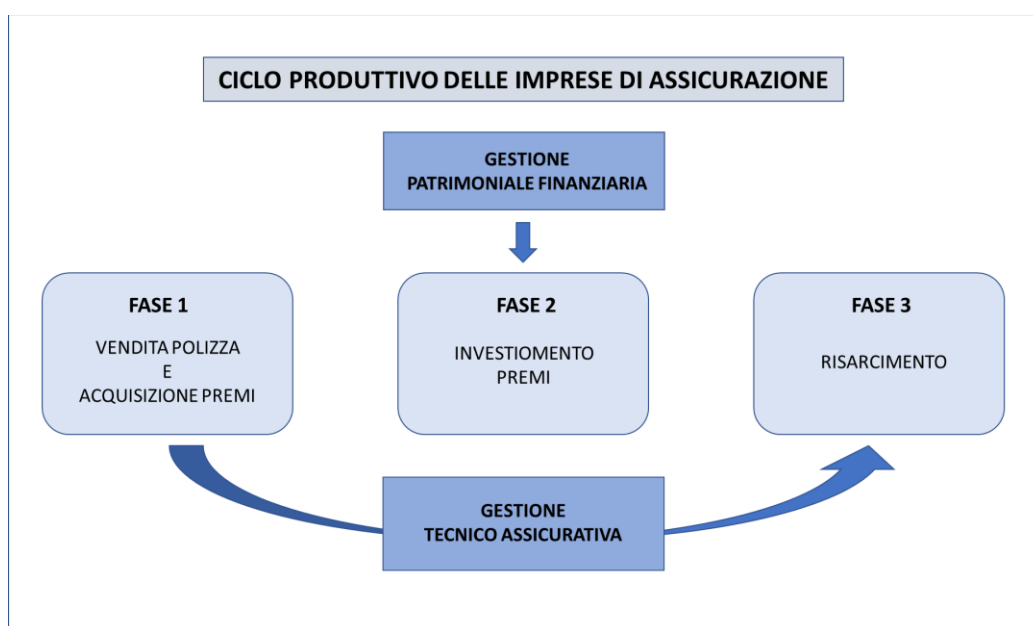 CICLO PRODUTTIVO DELLE IMPRESE DI ASSICURAZIONE
GESTIONE
PATRIMONIALE FINANZIARIA
FASE 1
VENDITA POLIZZA
E
ACQUISIZIONE PREMI
FASE 2
INVESTIOMENTO
PREMI
FASE 3
RISARCIMENTO
GESTIONE
TECNICO ASSICURATIVA